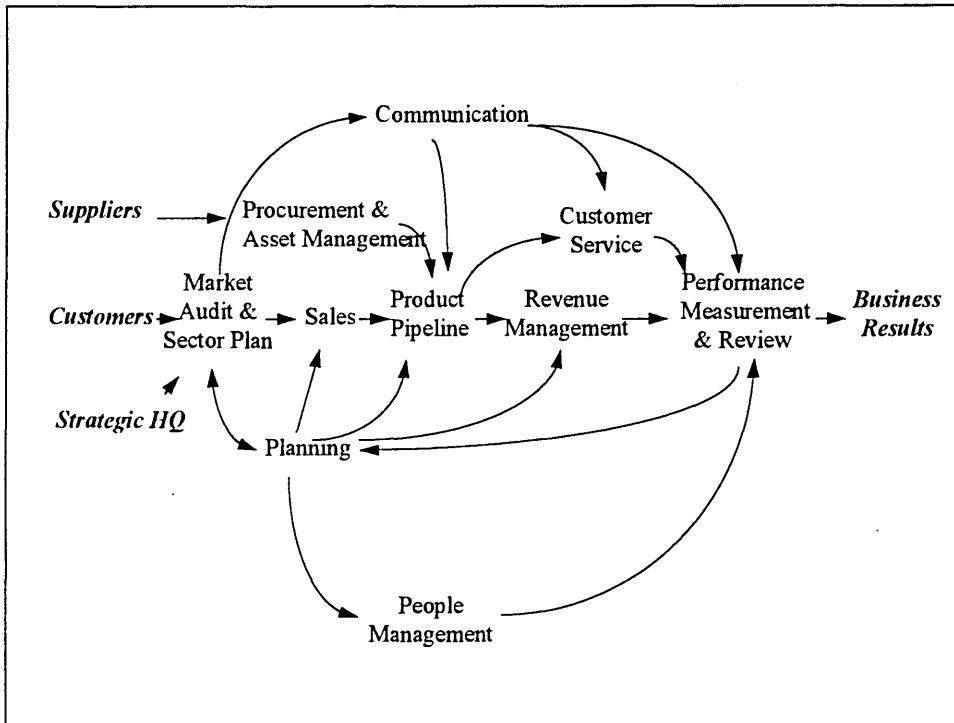 Communication
Suppliers
Procurement &
Asset Management
Customer
Service
Customers
Market
Audit &
Sector Plan
Sales
Product
Pipeline
Revenue
Management
Performance
Measurement
& Review
Business
Results
Strategic HQ
Planning
People
Management